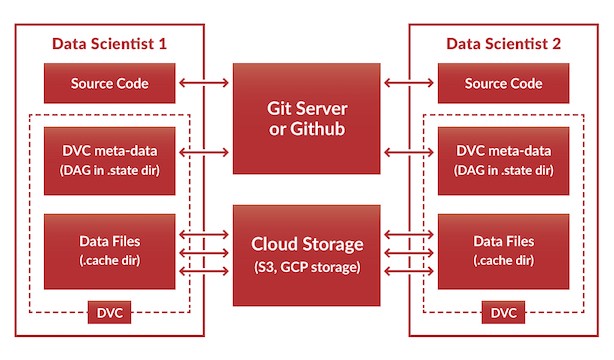 Data Scientist 1
Source Code
DVC meta-data
(DAG in .state dir)
Data Files
(.cache dir)
DVC
Git Server
or Github
Cloud Storage
(S3, GCP storage)
Data Scientist 2
Source Code
DVC meta-data
(DAG in .state dir)
Data Files
(.cache dir)
DVC